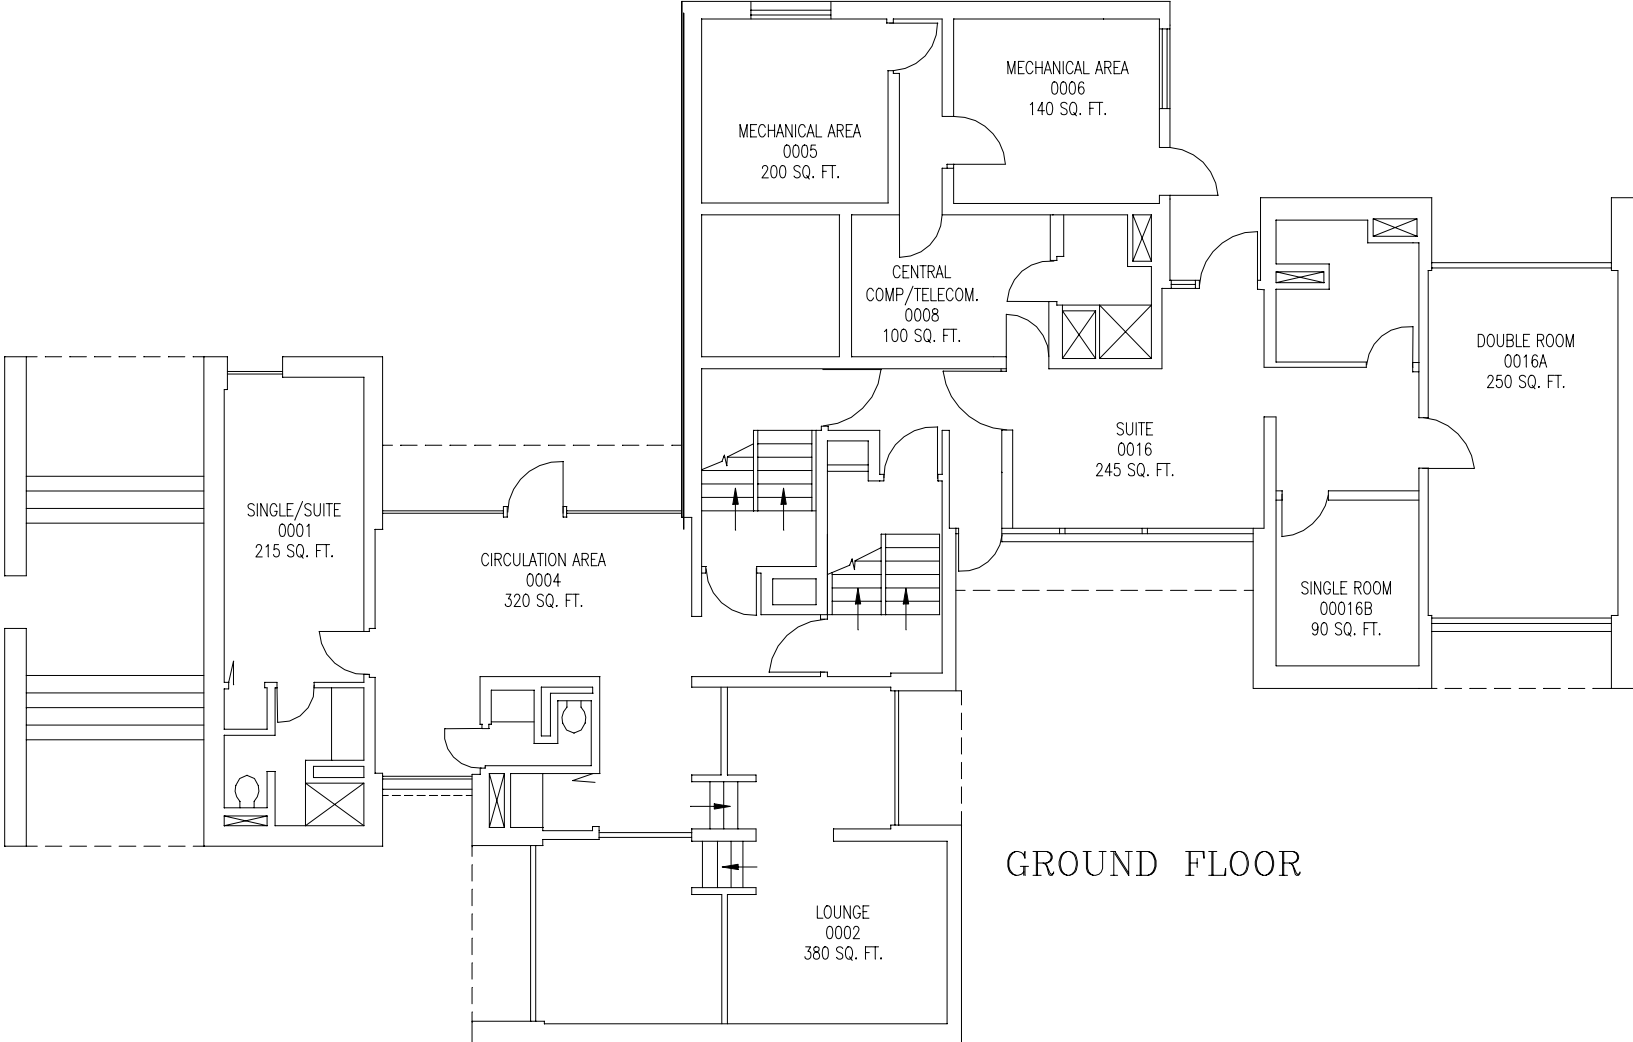 MECHANICAL AREA
0006
140 SQ. FT.
MECHANICAL AREA
0005
200 SQ. FT.
CENTRAL
COMP/TELECOM.
0008
100 SQ. FT.
DOUBLE ROOM
0016A
250 SQ. FT.
SUITE
0016
245 SQ. FT.
SINGLE/SUITE
0001
215 SQ. FT.
CIRCULATION AREA
0004
320 SQ. FT.
SINGLE ROOM
00016B
90 SQ. FT.
GROUND FLOOR
LOUNGE
0002
380 SQ. FT.